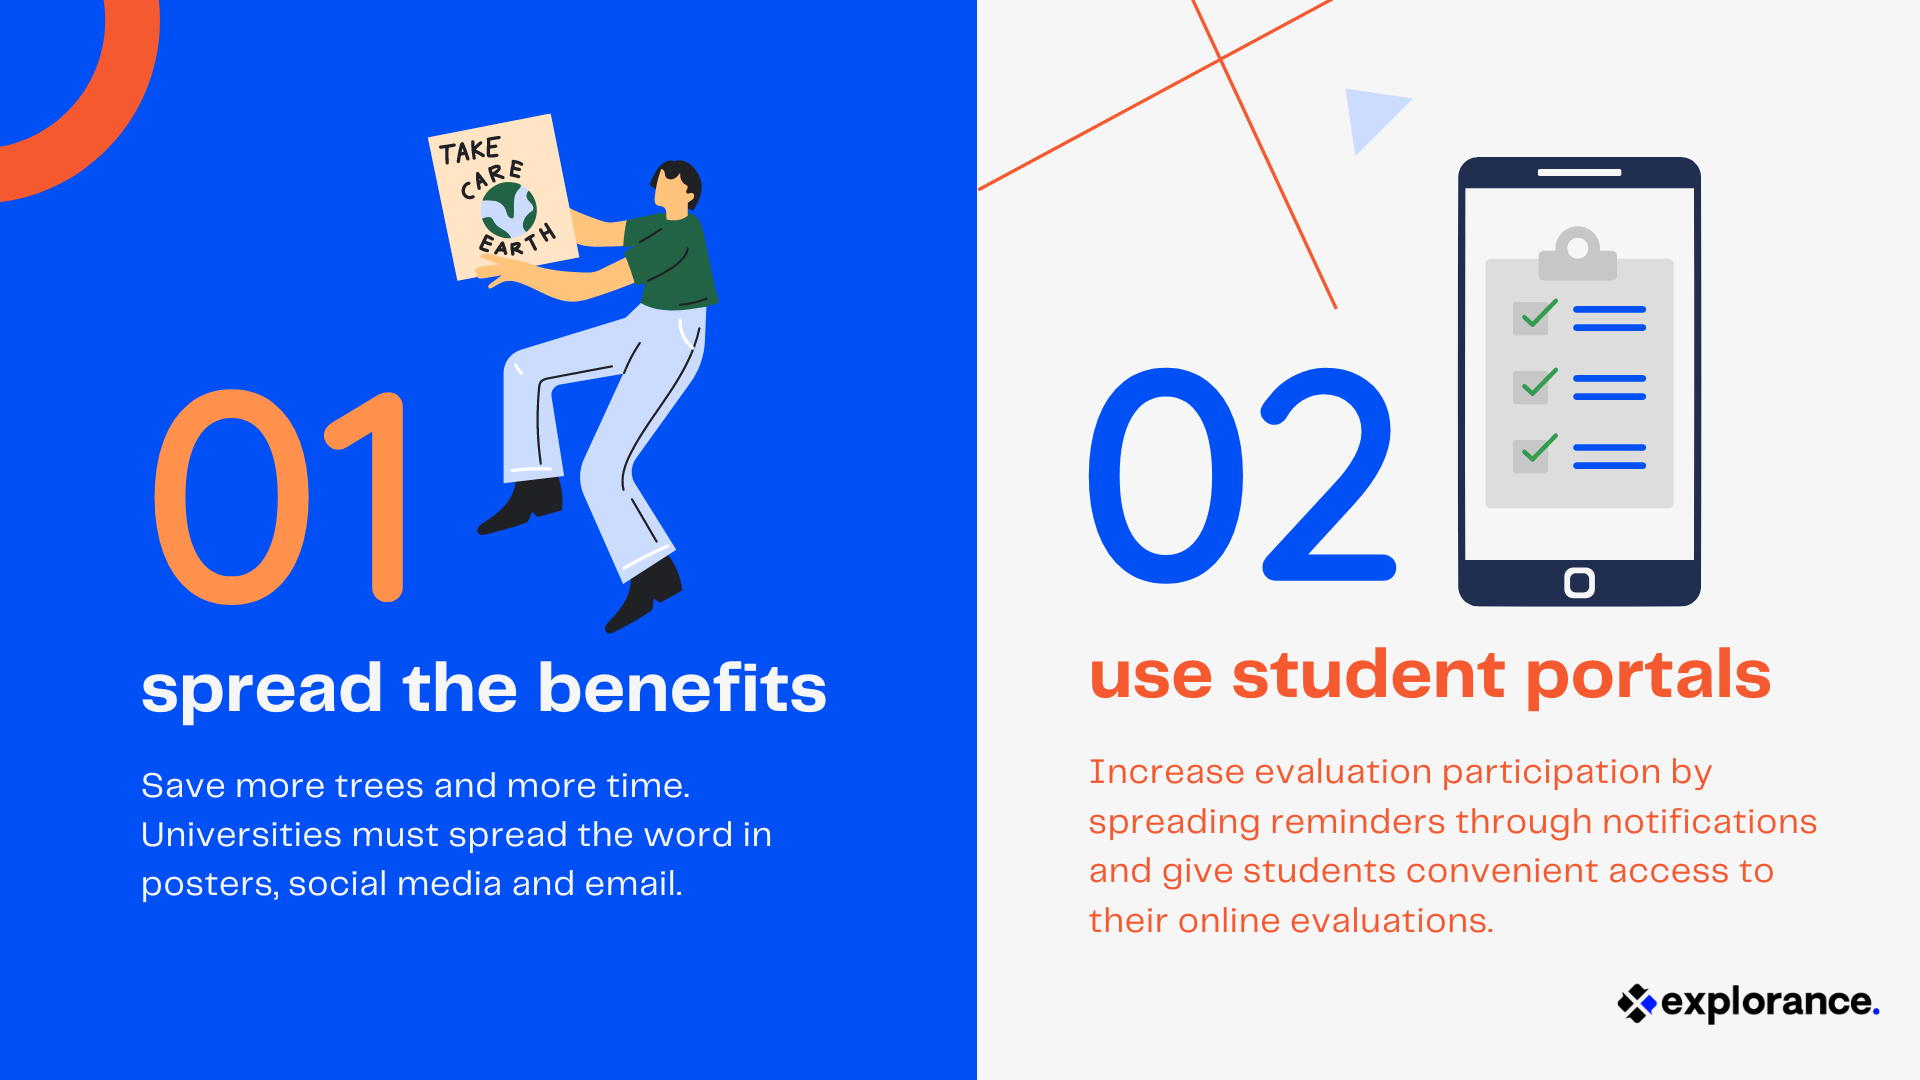 TAKE
CARE
EARTH
01
spread the benefits
Save more trees and more time.
Universities must spread the word in
posters, social media and email.
02
use student portals
Increase evaluation participation by
spreading reminders through notifications
and give students convenient access to
their online evaluations.
explorance.